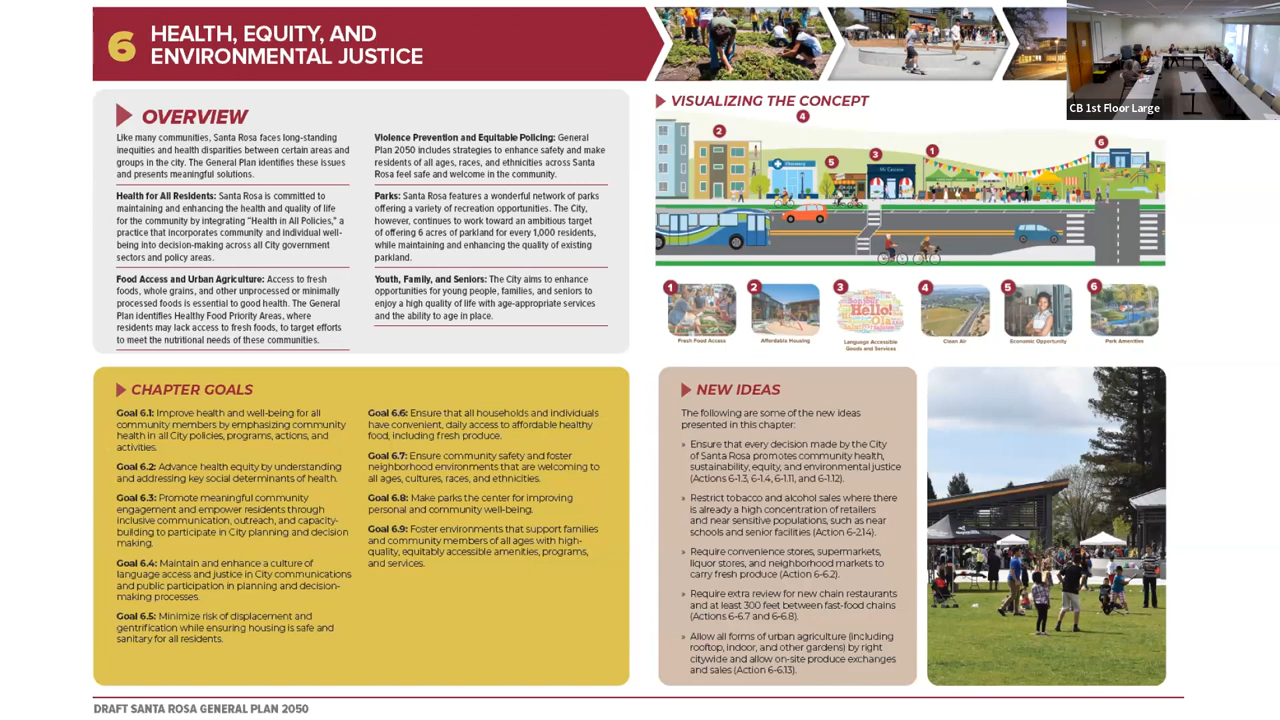 6
HEALTH, EQUITY, AND
ENVIRONMENTAL JUSTICE
CB 1st Floor Large
OVERVIEW
Like many communities, Santa Rosa faces long-standing
inequities and health disparities between certain areas and
groups in the city. The General Plan identifies these issues
and presents meaningful solutions.
Health for All Residents: Santa Rosa is committed to
maintaining and enhancing the health and quality of life
for the community by integrating "Health in All Policies," a
practice that incorporates community and individual well-
being into decision-making across all City government
sectors and policy areas.
Food Access and Urban Agriculture: Access to fresh
foods, whole grains, and other unprocessed or minimally
processed foods is essential to good health. The General
Plan identifies Healthy Food Priority Areas, where
residents may lack access to fresh foods, to target efforts
to meet the nutritional needs of these communities.
Violence Prevention and Equitable Policing: General
Plan 2050 includes strategies to enhance safety and make
residents of all ages, races, and ethnicities across Santa
Rosa feel safe and welcome in the community.
Parks: Santa Rosa features a wonderful network of parks
offering a variety of recreation opportunities. The City,
however, continues to work toward an ambitious target
of offering 6 acres of parkland for every 1,000 residents,
while maintaining and enhancing the quality of existing
parkland.
Youth, Family, and Seniors: The City aims to enhance
opportunities for young people, families, and seniors to
enjoy a high quality of life with age-appropriate services
and the ability to age in place.
VISUALIZING THE CONCEPT
4
2
6
1
3
5
Pharmacy
1
2
3
4
5
6
Bonjour
Hello!
Ola
Fresh Food Access
Affordable Housing
Language Accessible
Goods and Services
Clean Air
Economic Opportunity
Park Amenities
CHAPTER GOALS
Goal 6.1: Improve health and well-being for all
community members by emphasizing community
health in all City policies, programs, actions, and
activities.
Goal 6.2: Advance health equity by understanding
and addressing key social determinants of health.
Goal 6.3: Promote meaningful community
engagement and empower residents through
inclusive communication, outreach, and capacity-
building to participate in City planning and decision
making.
Goal 6.4: Maintain and enhance a culture of
language access and justice in City communications
and public participation in planning and decision-
making processes.
Goal 6.5: Minimize risk of displacement and
gentrification while ensuring housing is safe and
sanitary for all residents.
Goal 6.6: Ensure that all households and individuals
have convenient, daily access to affordable healthy
food, including fresh produce.
Goal 6.7: Ensure community safety and foster
neighborhood environments that are welcoming to
all ages, cultures, races, and ethnicities.
Goal 6.8: Make parks the center for improving
personal and community well-being.
Goal 6.9: Foster environments that support families
and community members of all ages with high-
quality, equitably accessible amenities, programs,
and services.
NEW IDEAS
The following are some of the new ideas
presented in this chapter:
» Ensure that every decision made by the City
of Santa Rosa promotes community health,
sustainability, equity, and environmental justice
(Actions 6-1.3, 6-1.4, 6-1.11, and 6-1.12).
» Restrict tobacco and alcohol sales where there
is already a high concentration of retailers
and near sensitive populations, such as near
schools and senior facilities (Action 6-2.14).
» Require convenience stores, supermarkets,
liquor stores, and neighborhood markets to
carry fresh produce (Action 6-6.2).
» Require extra review for new chain restaurants
and at least 300 feet between fast-food chains
(Actions 6-6.7 and 6-6.8).
» Allow all forms of urban agriculture (including
rooftop, indoor, and other gardens) by right
citywide and allow on-site produce exchanges
and sales (Action 6-6.13).
DRAFT SANTA ROSA GENERAL PLAN 2050